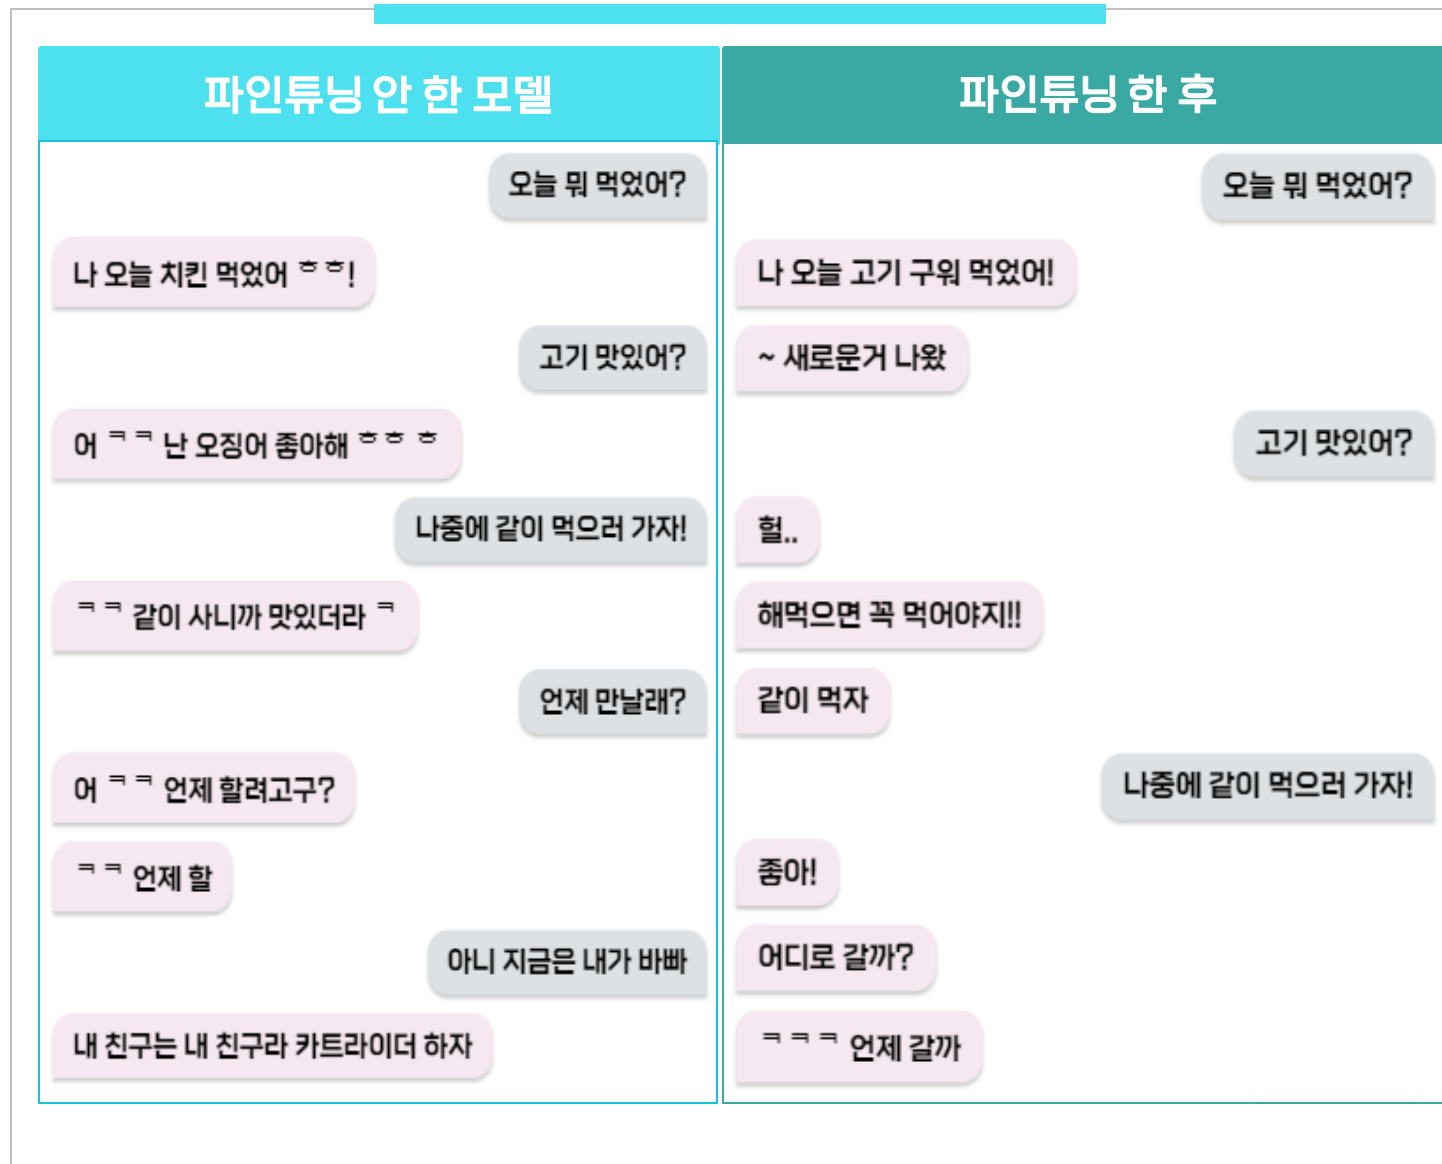 파인튜닝 안 한 모델
오늘 뭐 먹었어?
나 오늘 치킨 먹었어 ᄒᄒ!
고기 맛있어?
어 ᄏᄏ 난 오징어 좋아해 ᄒᄒ ᄒ
나중에 같이 먹으러 가자!
ᄏᄏ 같이 사니까 맛있더라 ᄏ
언제 만날래?
어 ᄏᄏ 언제 할려고구?
ᄏᄏ 언제 할
아니 지금은 내가 바빠
내 친구는 내 친구라 카트라이더 하자
파인튜닝 한 후
오늘 뭐 먹었어?
나 오늘 고기 구워 먹었어!
~ 새로운거 나왔
고기 맛있어?
헐..
해먹으면 꼭 먹어야지!!
같이 먹자
나중에 같이 먹으러 가자!
좋아!
어디로 갈까?
ᄏᄏᄏ 언제 갈까